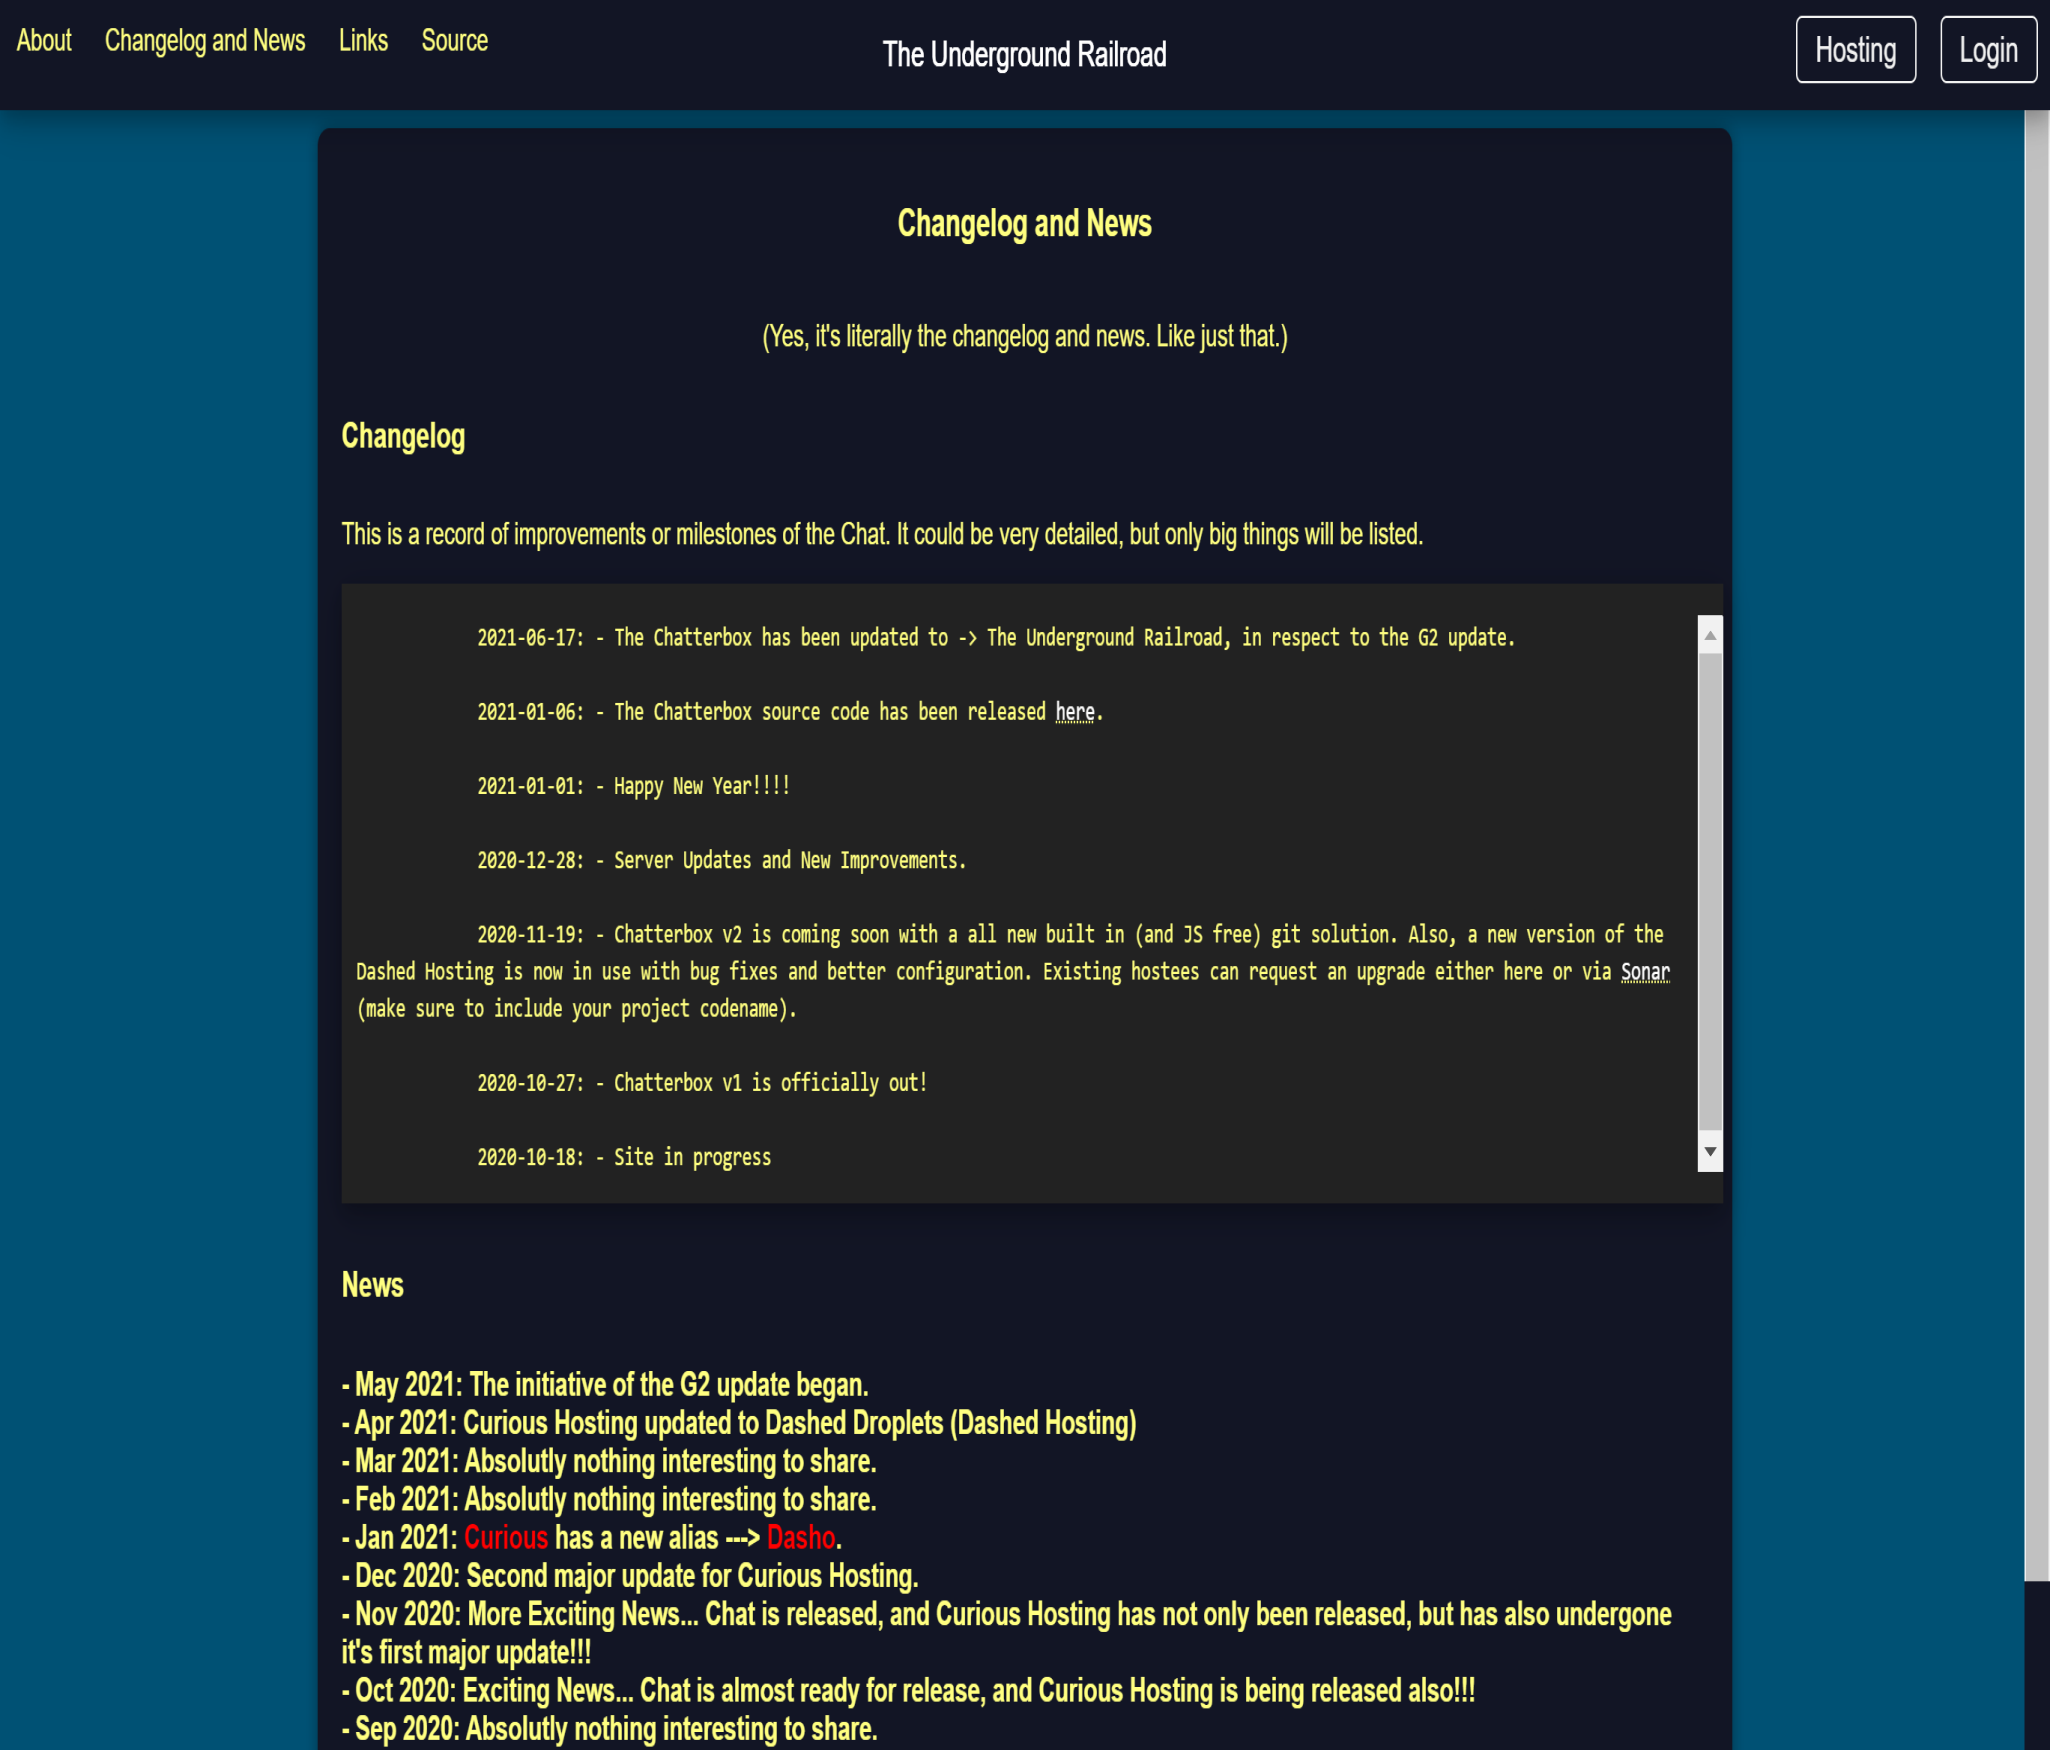 About Changelog and News Links Source
The Underground Railroad
Hosting Login
Changelog and News
(Yes, it's literally the changelog and news. Like just that.)
Changelog
This is a record of improvements or milestones of the Chat. It could be very detailed, but only big things will be listed.
2021-06-17: - The Chatterbox has been updated to -> The Underground Railroad, in respect to the G2 update.
2021-01-06: - The Chatterbox source code has been released here.
2021-01-01: - Happy New Year!!!!
2020-12-28: - Server Updates and New Improvements.
2020-11-19: - Chatterbox v2 is coming soon with a all new built in (and JS free) git solution. Also, a new version of the
Dashed Hosting is now in use with bug fixes and better configuration. Existing hostees can request an upgrade either here or via Sonar
(make sure to include your project codename).
2020-10-27: - Chatterbox v1 is officially out!
2020-10-18: - Site in progress
News
- May 2021: The initiative of the G2 update began.
- Apr 2021: Curious Hosting updated to Dashed Droplets (Dashed Hosting)
- Mar 2021: Absolutly nothing interesting to share.
- Feb 2021: Absolutly nothing interesting to share.
- Jan 2021: Curious has a new alias ---> Dasho.
- Dec 2020: Second major update for Curious Hosting.
- Nov 2020: More Exciting News... Chat is released, and Curious Hosting has not only been released, but has also undergone
it's first major update!!!
- Oct 2020: Exciting News... Chat is almost ready for release, and Curious Hosting is being released also!!!
- Sep 2020: Absolutly nothing interesting to share.